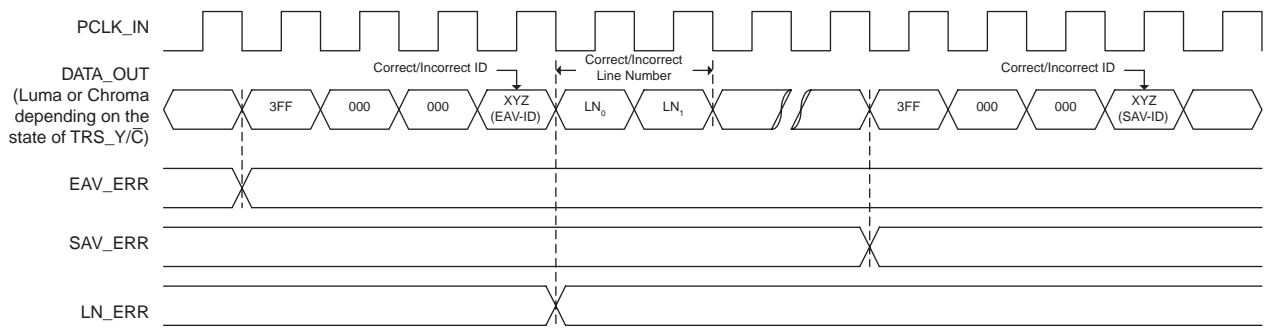 PCLK_IN
DATA_OUT
(Luma or Chroma
depending on the
state of TRS_Y/C̅)
Correct/Incorrect ID
Correct/Incorrect
Line Number
Correct/Incorrect ID
3FF
000
000
XYZ
(EAV-ID)
LN₀
LN₁
3FF
000
000
XYZ
(SAV-ID)
EAV_ERR
SAV_ERR
LN_ERR